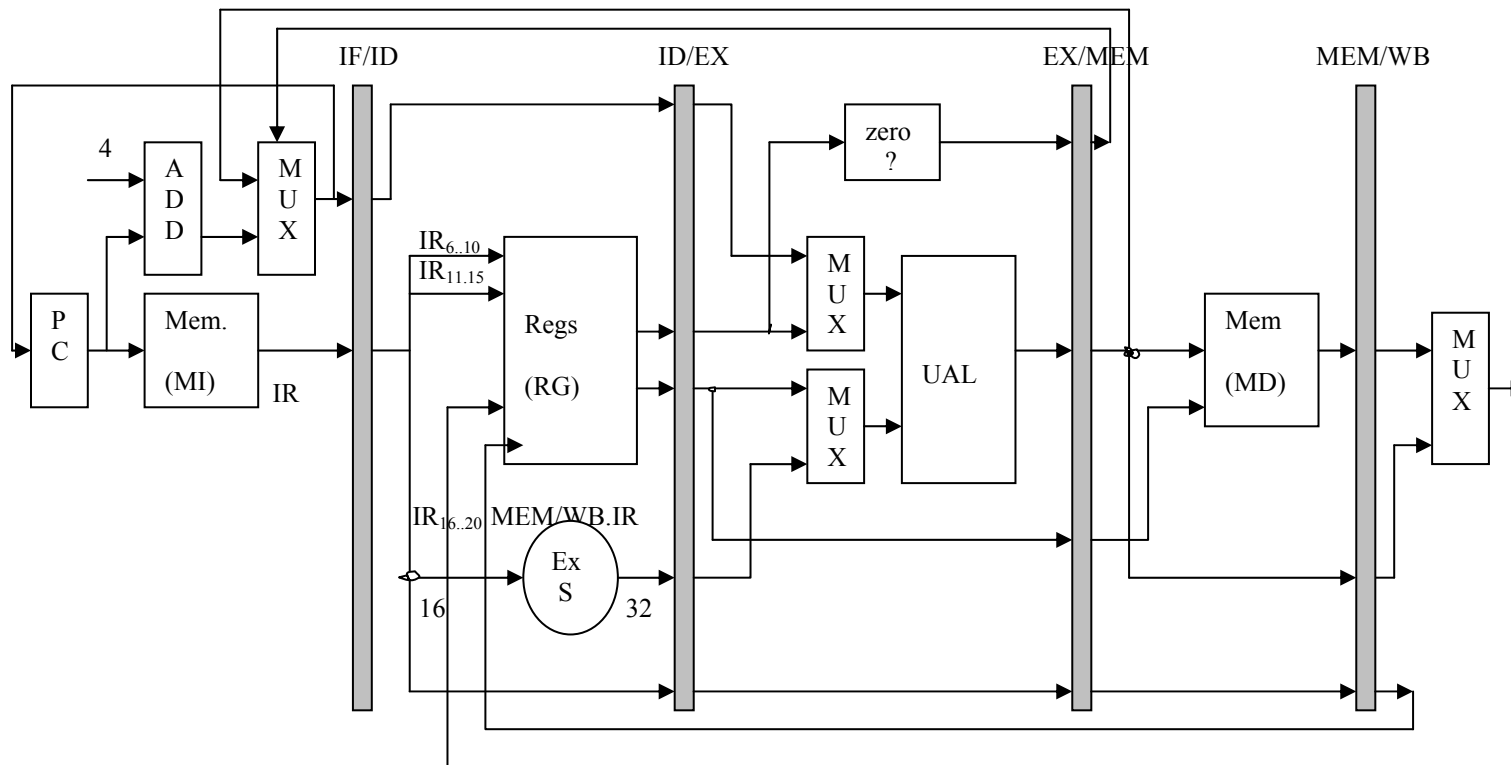 IF/ID
ID/EX
EX/MEM
MEM/WB
4
A
D
D
M
U
X
zero
?
IR6..10
IR11.15
P
C
Mem.
(MI)
IR
Regs
(RG)
M
U
X
M
U
X
UAL
Mem
(MD)
M
U
X
IR16..20 MEM/WB.IR
Ex
S
16
32